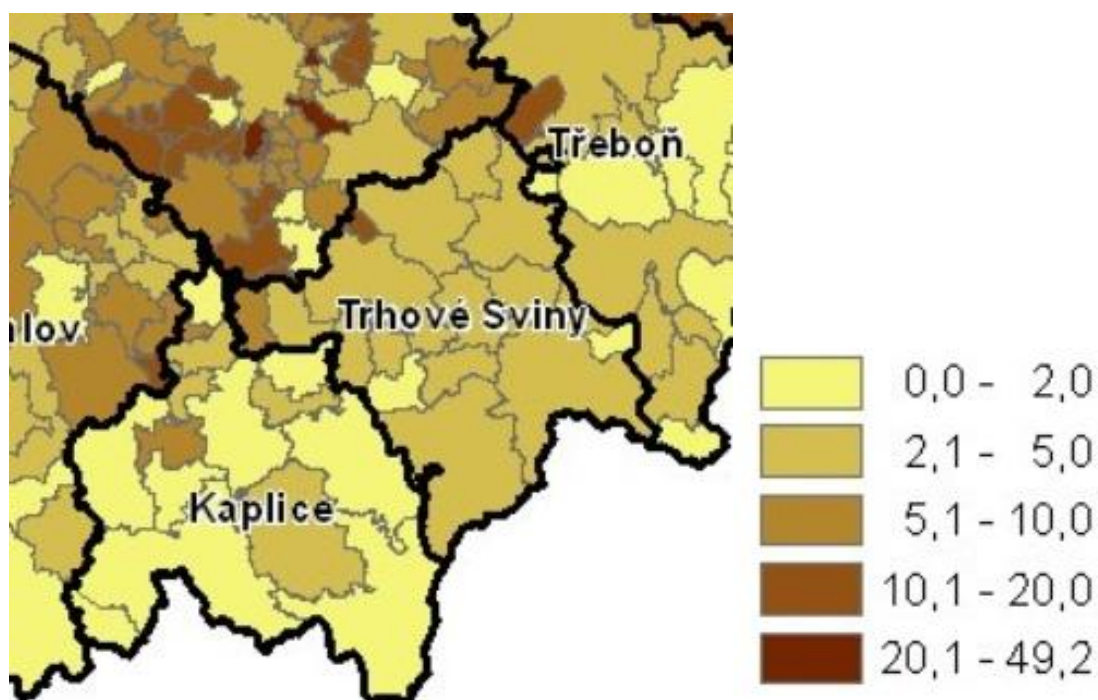 Třeboň
Trhové Sviny
Kaplice
0,0 - 2,0
2,1 - 5,0
5,1 - 10,0
10,1 - 20,0
20,1 - 49,2